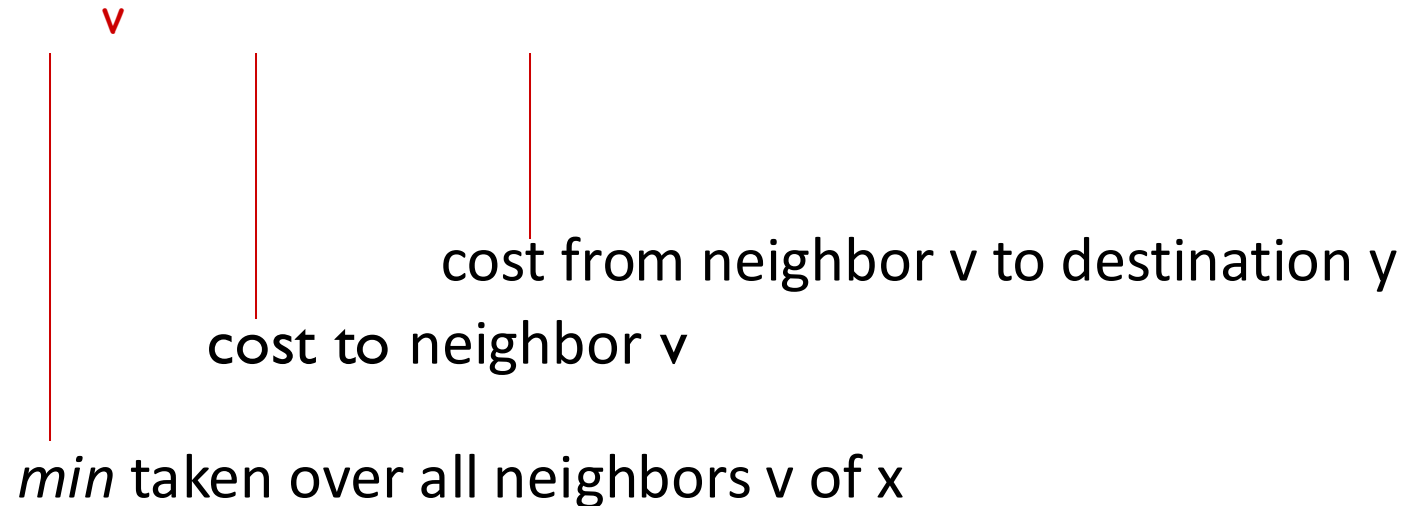 v
cost from neighbor v to destination y
cost to neighbor v
min taken over all neighbors v of x